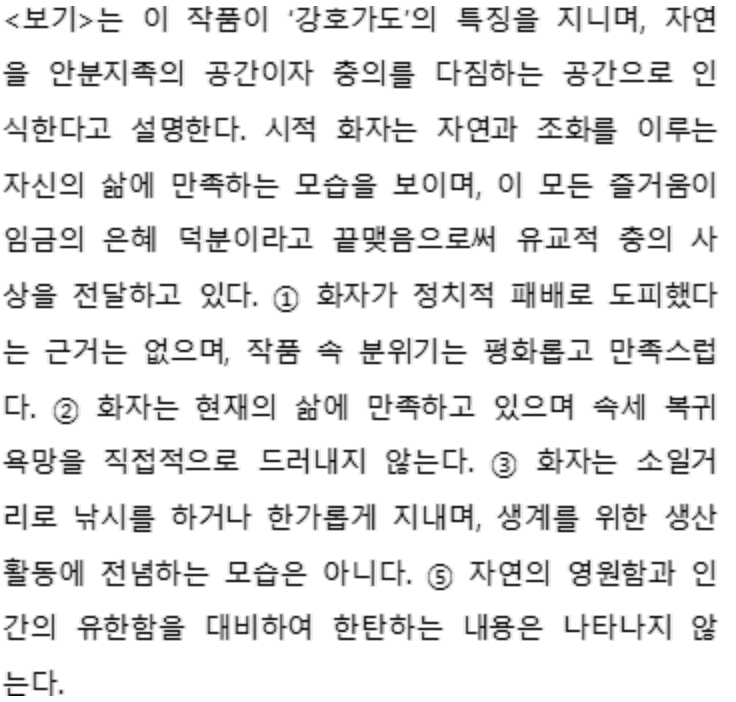 <보기>는 이 작품이 '강호가도'의 특징을 지니며, 자연
을 안분지족의 공간이자 충의를 다짐하는 공간으로 인
식한다고 설명한다. 시적 화자는 자연과 조화를 이루는
자신의 삶에 만족하는 모습을 보이며, 이 모든 즐거움이
임금의 은혜 덕분이라고 끝맺음으로써 유교적 충의 사
상을 전달하고 있다. ① 화자가 정치적 패배로 도피했다
는 근거는 없으며, 작품 속 분위기는 평화롭고 만족스럽
다. ② 화자는 현재의 삶에 만족하고 있으며 속세 복귀
욕망을 직접적으로 드러내지 않는다. ③ 화자는 소일거
리로 낚시를 하거나 한가롭게 지내며, 생계를 위한 생산
활동에 전념하는 모습은 아니다. ⑤ 자연의 영원함과 인
간의 유한함을 대비하여 한탄하는 내용은 나타나지 않
는다.